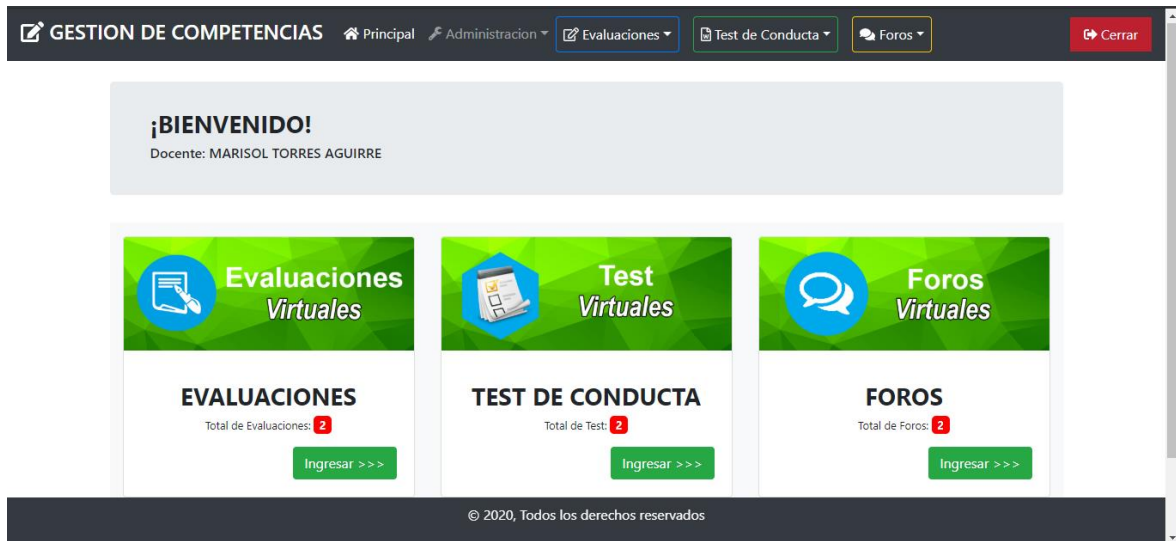 GESTION DE COMPETENCIAS Principal Administracion Evaluaciones Test de Conducta Foros Cerrar
¡BIENVENIDO!
Docente: MARISOL TORRES AGUIRRE
Evaluaciones
Virtuales
EVALUACIONES
Total de Evaluaciones: 2
Ingresar >>>
Test
Virtuales
TEST DE CONDUCTA
Total de Test: 2
Ingresar >>>
Foros
Virtuales
FOROS
Total de Foros: 2
Ingresar >>>
© 2020, Todos los derechos reservados